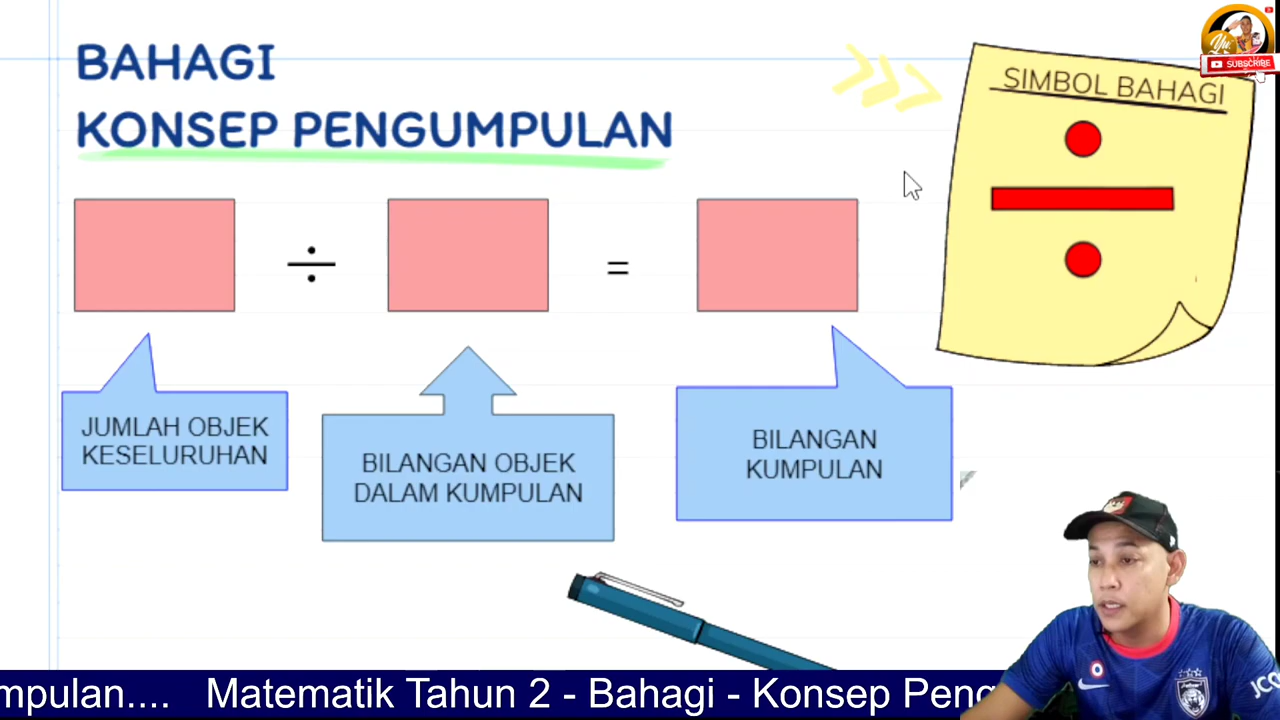 BAHAGI
KONSEP PENGUMPULAN
SIMBOL BAHAGI
SUBSCRIBE
÷
=
JUMLAH OBJEK
KESELURUHAN
BILANGAN OBJEK
DALAM KUMPULAN
BILANGAN
KUMPULAN
mpulan.... Matematik Tahun 2 - Bahagi - Konsep Peng